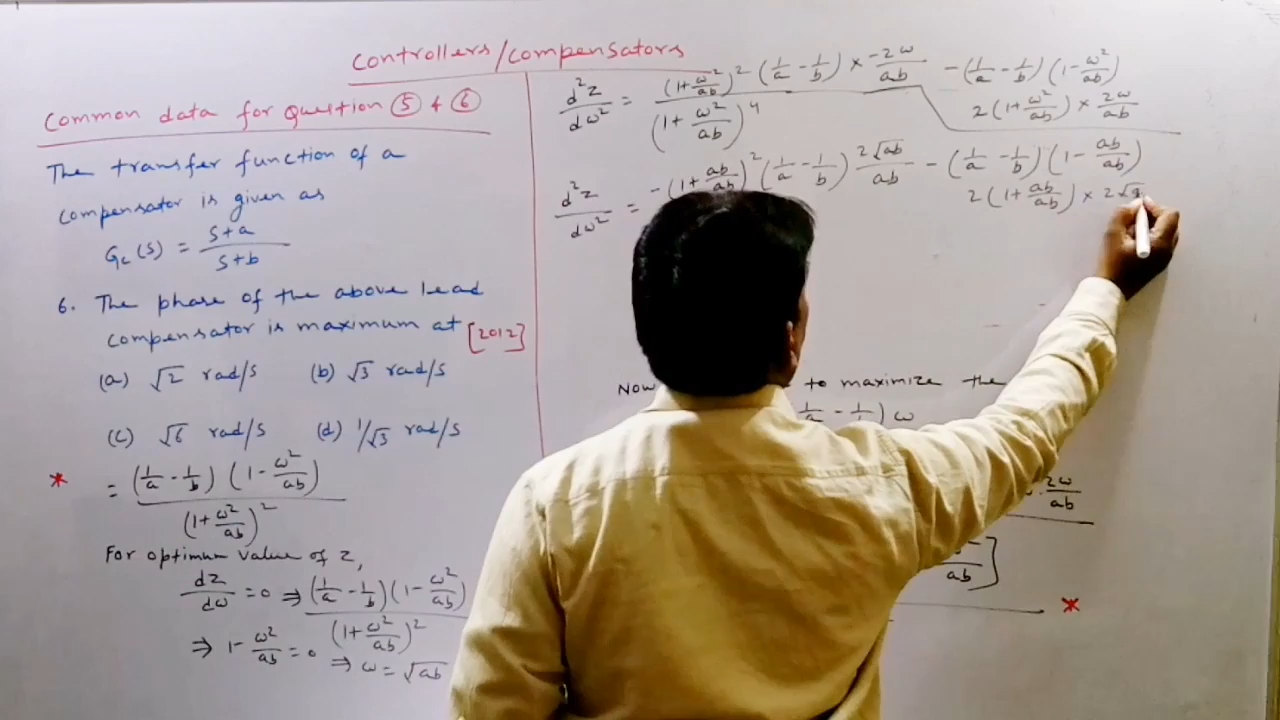 Controllers/Compensators
Common data for Question ⑤ & ⑥
The transfer function of a
compensator is given as
Gc(s) = (s+a)/(s+b)
6. The phase of the above lead
compensator is maximum at [2012]
(a) √2 rad/s (b) √3 rad/s
(c) √6 rad/s (d) 1/√3 rad/s
* = (1/a - 1/b) (1 - ω²/ab) / (1 + ω²/ab)²
For optimum value of z,
dz/dω = 0 ⇒ (1/a - 1/b)(1 - ω²/ab) / (1 + ω²/ab)²
⇒ 1 - ω²/ab = 0 ⇒ ω = √ab
d²z/dω² = (1 + ω²/ab)² (1/a - 1/b) × -2ω/ab - (1/a - 1/b)(1 - ω²/ab) 2(1 + ω²/ab) × 2ω/ab / (1 + ω²/ab)⁴
d²z/dω² = -(1 + ab/ab)² (1/a - 1/b) 2√ab/ab - (1/a - 1/b)(1 - ab/ab)
2(1 + ab/ab) × 2√
Now to maximize the
ω
2ω/ab
ab ]
*